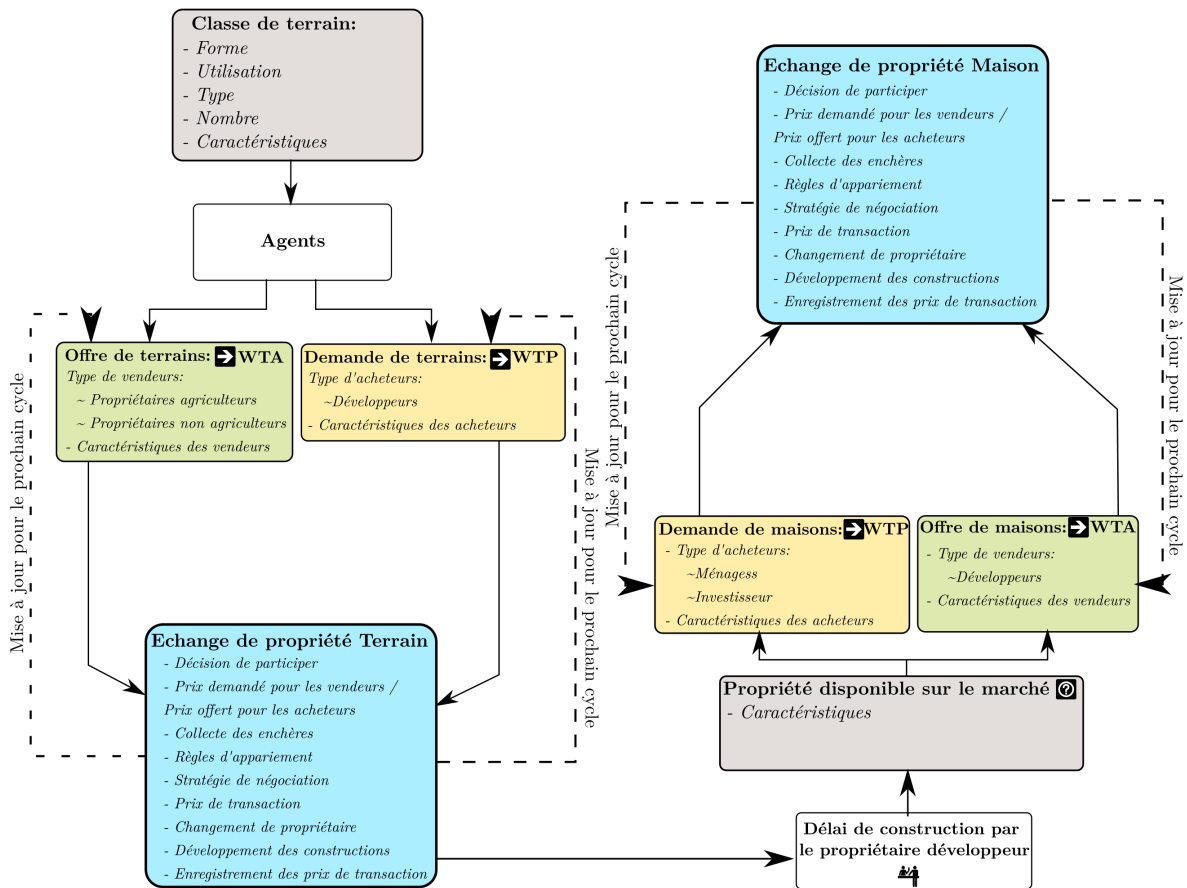 Classe de terrain:
- Forme
- Utilisation
- Type
- Nombre
- Caractéristiques
Agents
Offre de terrains: WTA
Type de vendeurs:
~ Propriétaires agriculteurs
~ Propriétaires non agriculteurs
- Caractéristiques des vendeurs
Demande de terrains: WTP
Type d'acheteurs:
~Développeurs
- Caractéristiques des acheteurs
Mise à jour pour le prochain cycle
Mise à jour pour le prochain cycle
Echange de propriété Terrain
- Décision de participer
- Prix demandé pour les vendeurs /
Prix offert pour les acheteurs
- Collecte des enchères
- Règles d'appariement
- Stratégie de négociation
- Prix de transaction
- Changement de propriétaire
- Développement des constructions
- Enregistrement des prix de transaction
Echange de propriété Maison
- Décision de participer
- Prix demandé pour les vendeurs /
Prix offert pour les acheteurs
- Collecte des enchères
- Règles d'appariement
- Stratégie de négociation
- Prix de transaction
- Changement de propriétaire
- Développement des constructions
- Enregistrement des prix de transaction
Mise à jour pour le prochain cycle
Mise à jour pour le prochain cycle
Demande de maisons: WTP
- Type d'acheteurs:
~Ménagess
~Investisseur
- Caractéristiques des acheteurs
Offre de maisons: WTA
- Type de vendeurs:
~Développeurs
- Caractéristiques des vendeurs
Propriété disponible sur le marché
- Caractéristiques
Délai de construction par
le propriétaire développeur